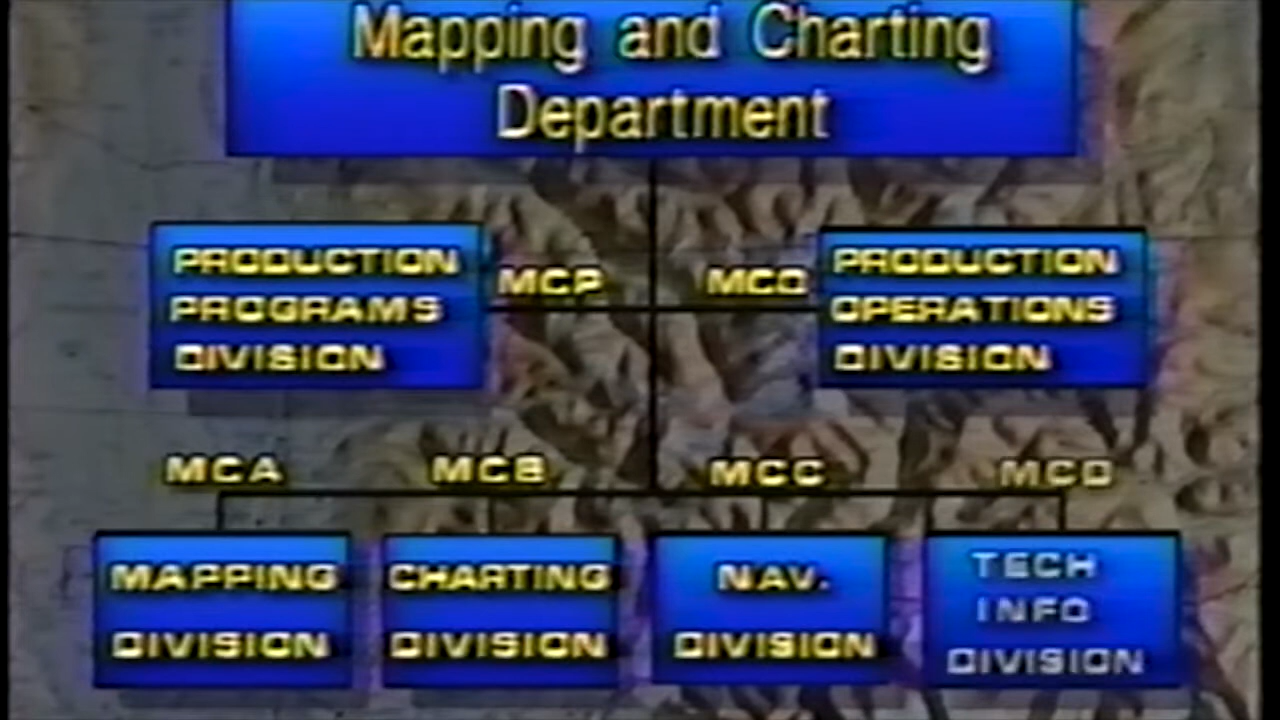 Mapping and Charting
Department
PRODUCTION
PROGRAMS
DIVISION
MCP
MCO
PRODUCTION
OPERATIONS
DIVISION
MCA
MCB
MCC
MCD
MAPPING
DIVISION
CHARTING
DIVISION
NAV.
DIVISION
TECH
INFO
DIVISION